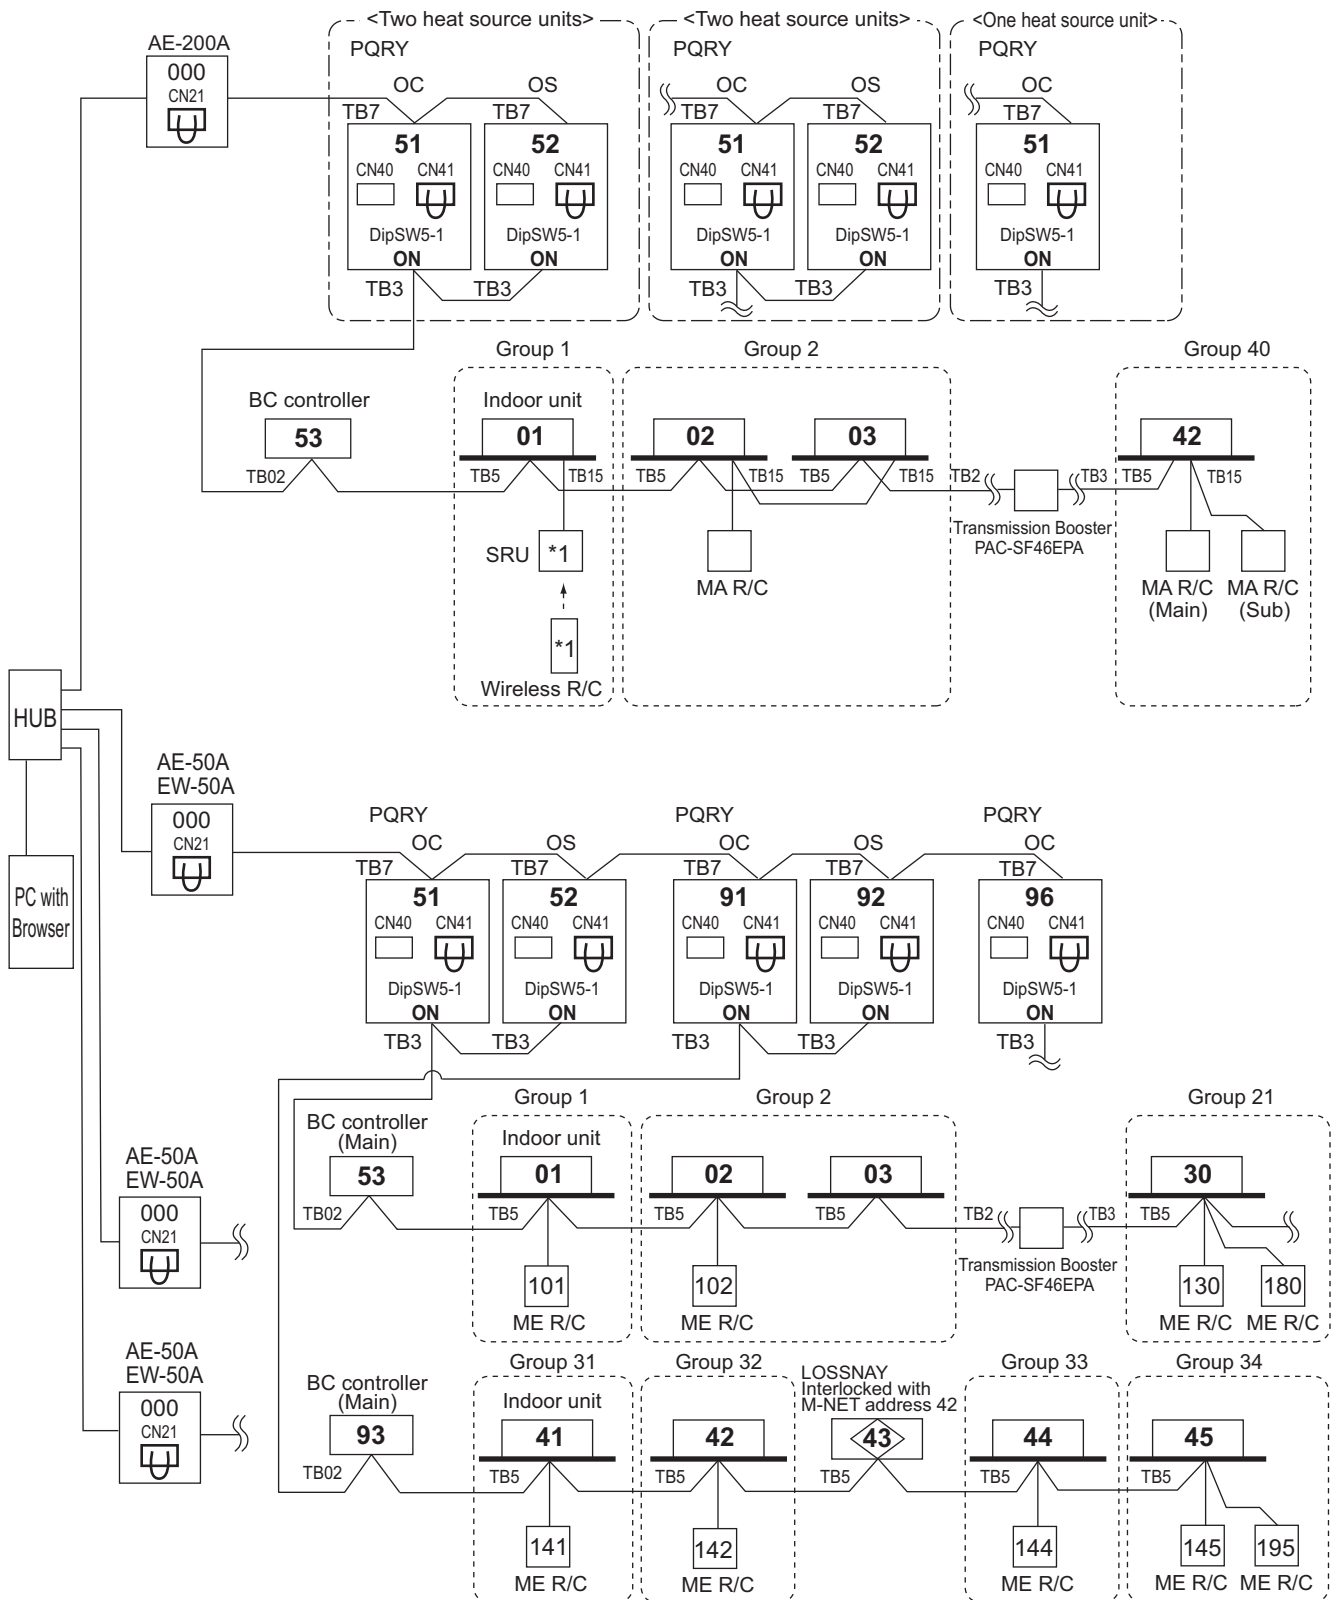 <Two heat source units>
<Two heat source units>
<One heat source unit>
AE-200A
000
CN21
PQRY
OC
OS
TB7
TB7
51
52
CN40
CN41
CN40
CN41
DipSW5-1
DipSW5-1
ON
ON
TB3
TB3
PQRY
OC
OS
TB7
TB7
51
52
CN40
CN41
CN40
CN41
DipSW5-1
DipSW5-1
ON
ON
TB3
TB3
PQRY
OC
TB7
51
CN40
CN41
DipSW5-1
ON
TB3
BC controller
53
TB02
Group 1
Indoor unit
01
TB5
TB15
SRU
*1
*1
Wireless R/C
Group 2
02
03
TB5
TB15
TB5
TB15
MA R/C
TB2
TB3
Transmission Booster
PAC-SF46EPA
Group 40
42
TB5
TB15
MA R/C
(Main)
MA R/C
(Sub)
HUB
PC with
Browser
AE-50A
EW-50A
000
CN21
PQRY
OC
OS
TB7
TB7
51
52
CN40
CN41
CN40
CN41
DipSW5-1
DipSW5-1
ON
ON
TB3
TB3
PQRY
OC
OS
TB7
TB7
91
92
CN40
CN41
CN40
CN41
DipSW5-1
DipSW5-1
ON
ON
TB3
TB3
PQRY
OC
TB7
96
CN40
CN41
DipSW5-1
ON
TB3
BC controller
(Main)
53
TB02
Group 1
Indoor unit
01
TB5
101
ME R/C
Group 2
02
03
TB5
TB5
102
ME R/C
TB2
TB3
Transmission Booster
PAC-SF46EPA
Group 21
30
TB5
130
180
ME R/C
ME R/C
AE-50A
EW-50A
000
CN21
AE-50A
EW-50A
000
CN21
BC controller
(Main)
93
TB02
Group 31
Indoor unit
41
TB5
141
ME R/C
Group 32
42
TB5
142
ME R/C
LOSSNAY
Interlocked with
M-NET address 42
43
TB5
Group 33
44
TB5
144
ME R/C
Group 34
45
TB5
145
195
ME R/C
ME R/C